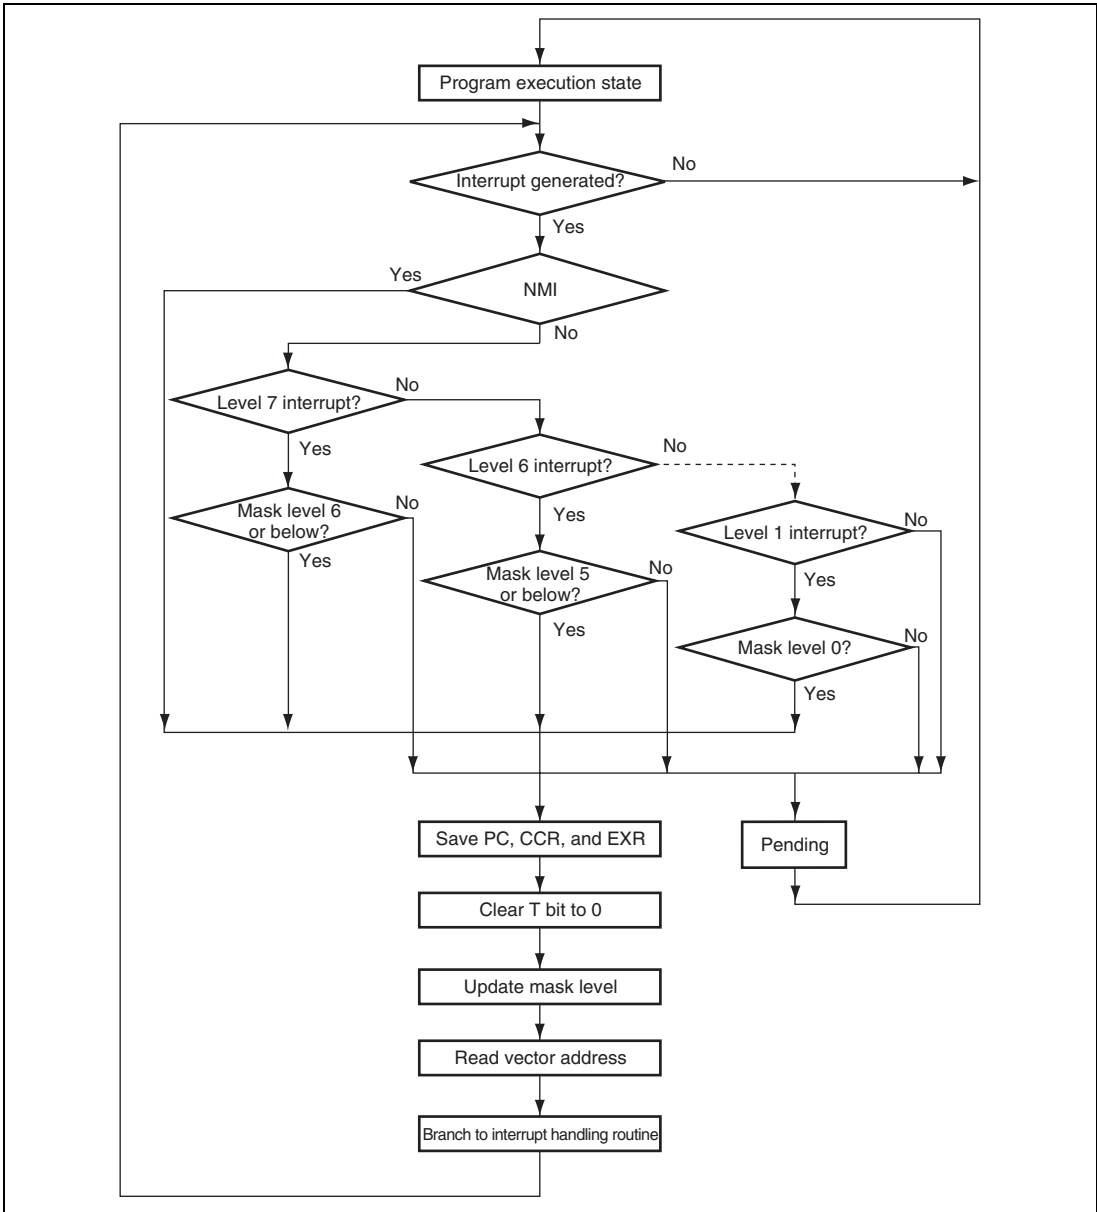 Program execution state
Interrupt generated?
No
Yes
NMI
Yes
No
Level 7 interrupt?
No
Yes
Level 6 interrupt?
No
Mask level 6
or below?
No
Yes
Yes
Level 1 interrupt?
No
Mask level 5
or below?
No
Yes
Yes
Mask level 0?
No
Yes
Save PC, CCR, and EXR
Pending
Clear T bit to 0
Update mask level
Read vector address
Branch to interrupt handling routine